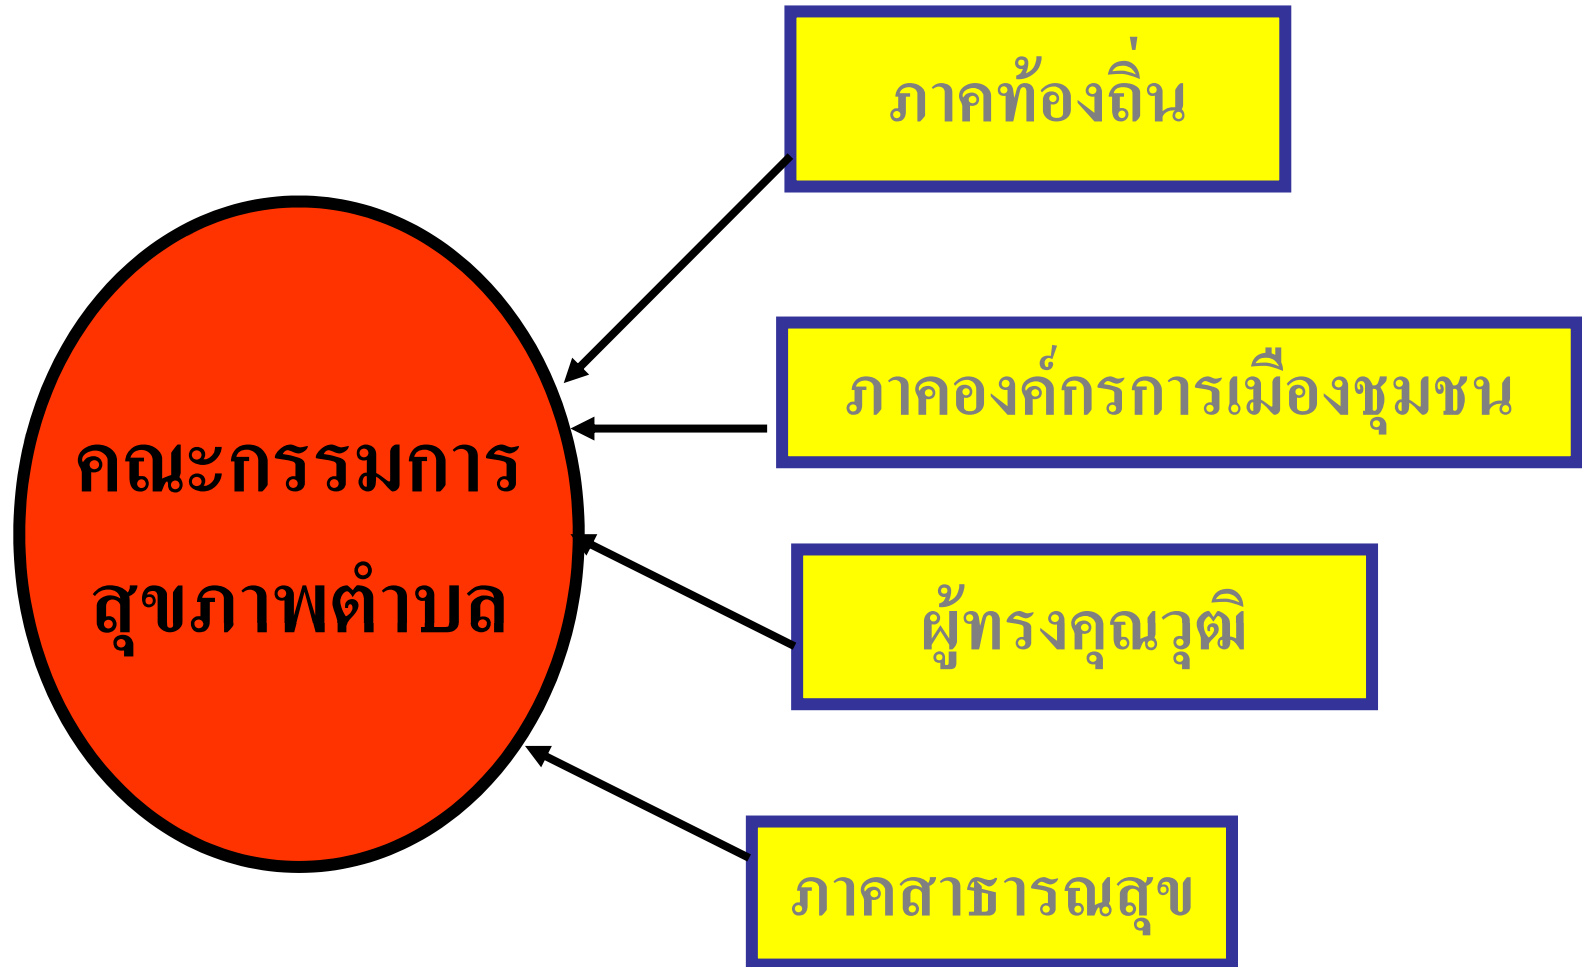 ภาคท้องถิ่น
ภาคองค์กรการเมืองชุมชน
คณะกรรมการ
สุขภาพตำบล
ผู้ทรงคุณวุฒิ
ภาคสาธารณสุข